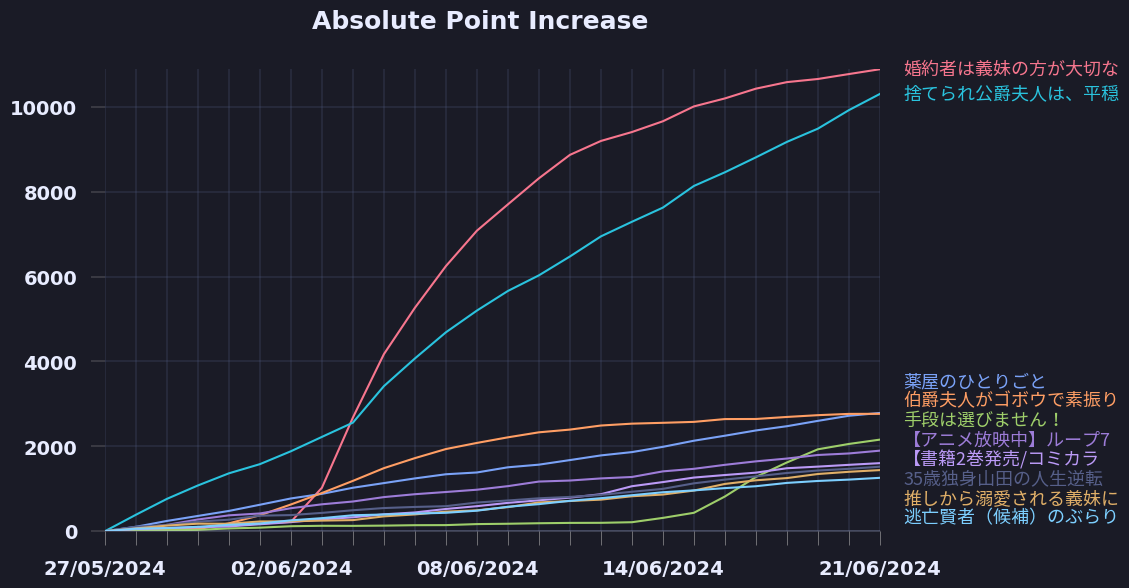 Absolute Point Increase
10000
8000
6000
4000
2000
0
27/05/2024
02/06/2024
08/06/2024
14/06/2024
21/06/2024
婚約者は義妹の方が大切な
捨てられ公爵夫人は、平穏
薬屋のひとりごと
伯爵夫人がゴボウで素振り
手段は選びません！
【アニメ放映中】ループ7
【書籍2巻発売/コミカラ
35歳独身山田の人生逆転
推しから溺愛される義妹に
逃亡賢者（候補）のぶらり